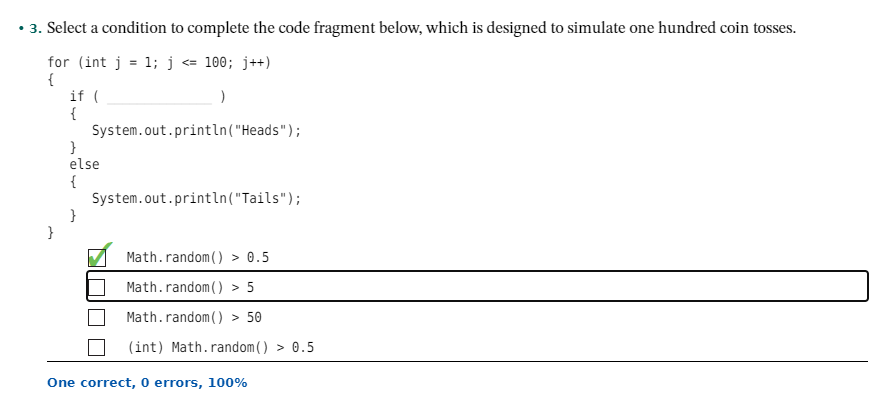 • 3. Select a condition to complete the code fragment below, which is designed to simulate one hundred coin tosses.
for (int j = 1; j <= 100; j++)
{
if ( )
{
System.out.println("Heads");
}
else
{
System.out.println("Tails");
}
}
Math.random() > 0.5
Math.random() > 5
Math.random() > 50
(int) Math.random() > 0.5
One correct, 0 errors, 100%